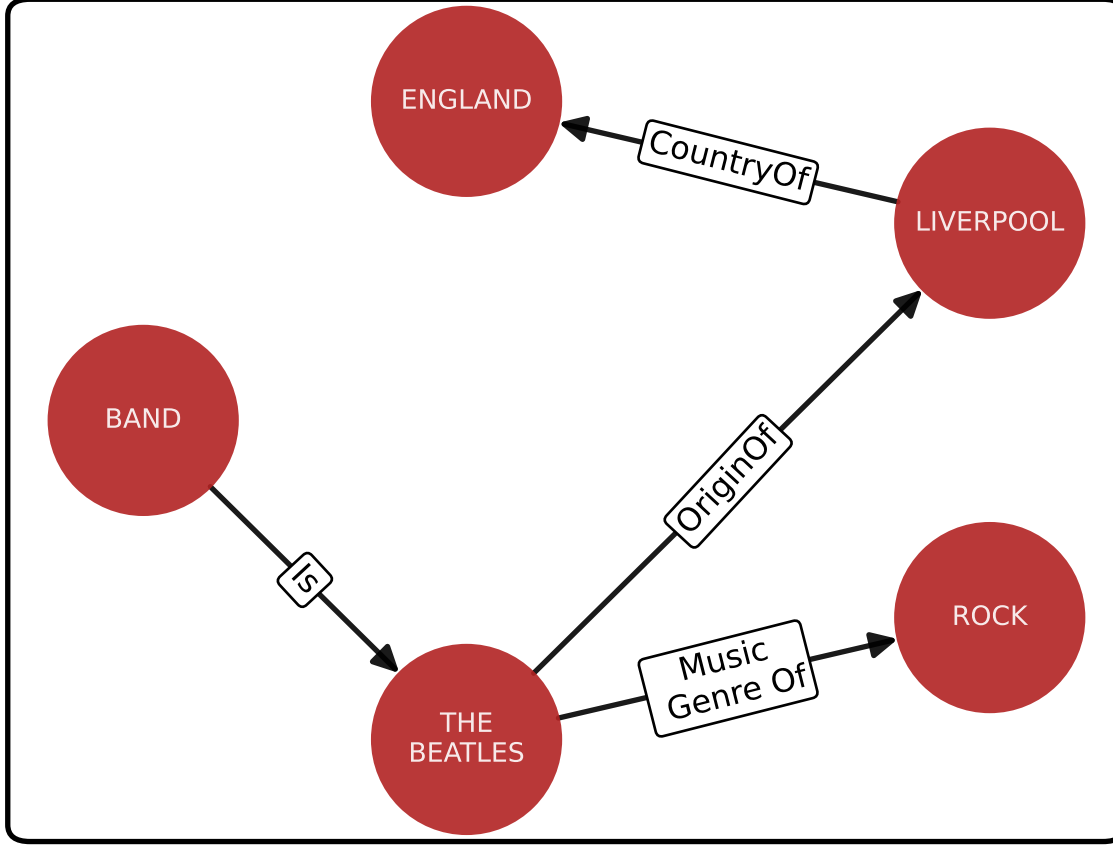 ENGLAND
CountryOf
LIVERPOOL
BAND
OriginOf
Is
ROCK
Music
Genre Of
THE
BEATLES